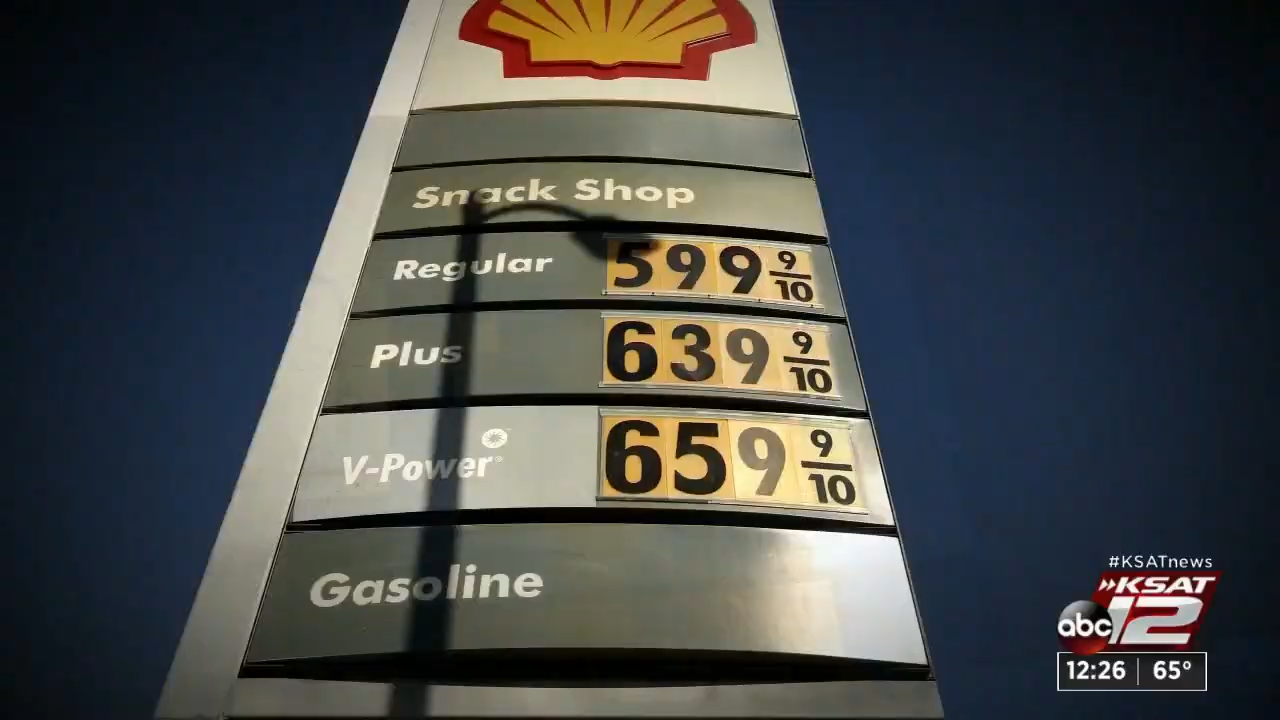 Snack Shop
Regular 599 9/10
Plus 639 9/10
V-Power 659 9/10
Gasoline
#KSATnews
KSAT
abc 12
12:26 65°